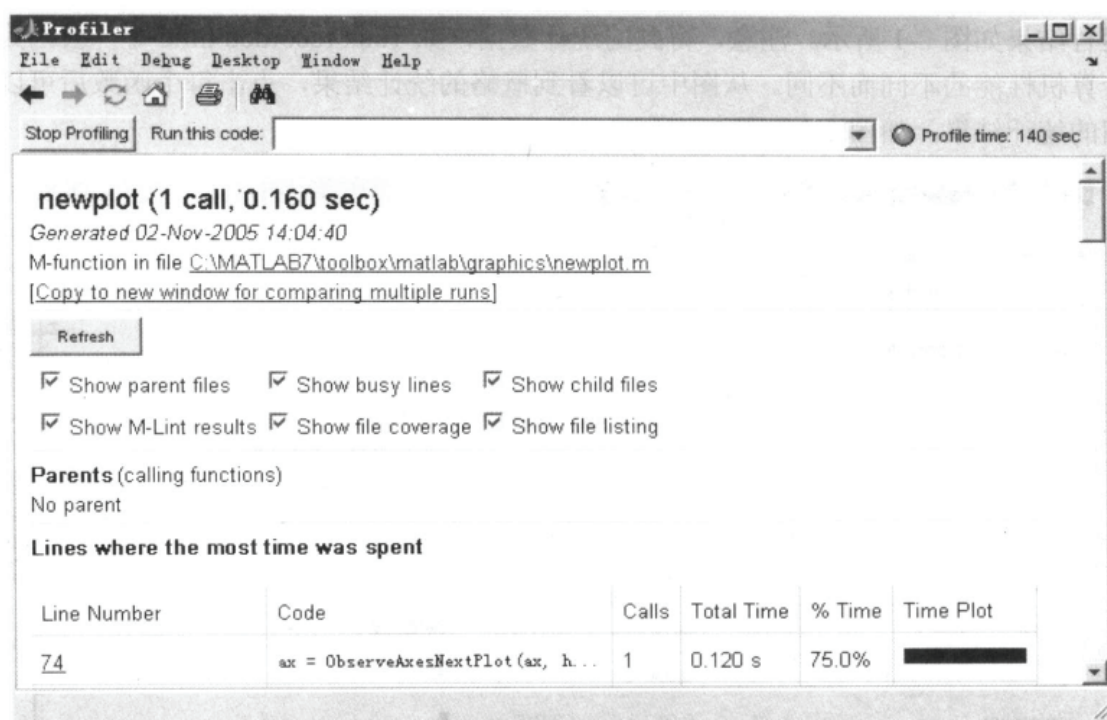 Profiler
File Edit Debug Desktop Window Help
Stop Profiling Run this code: Profile time: 140 sec
newplot (1 call, 0.160 sec)
Generated 02-Nov-2005 14:04:40
M-function in file C:\MATLAB7\toolbox\matlab\graphics\newplot.m
[Copy to new window for comparing multiple runs]
Refresh
Show parent files Show busy lines Show child files
Show M-Lint results Show file coverage Show file listing
Parents (calling functions)
No parent
Lines where the most time was spent
Line Number Code Calls Total Time % Time Time Plot
74 ax = ObserveAxesNextPlot(ax, h... 1 0.120 s 75.0%